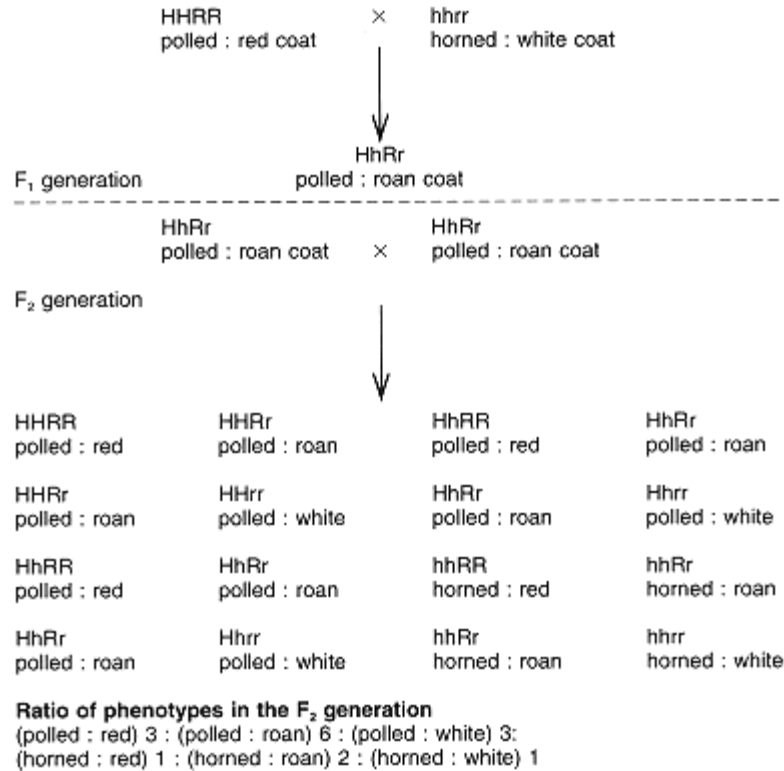 HHRR × hhrr
polled : red coat horned : white coat
HhRr
F₁ generation polled : roan coat
HhRr HhRr
polled : roan coat × polled : roan coat
F₂ generation
HHRR HHRr HhRR HhRr
polled : red polled : roan polled : red polled : roan
HHRr HHrr HhRr Hhrr
polled : roan polled : white polled : roan polled : white
HhRR HhRr hhRR hhRr
polled : red polled : roan horned : red horned : roan
HhRr Hhrr hhRr hhrr
polled : roan polled : white horned : roan horned : white
Ratio of phenotypes in the F₂ generation
(polled : red) 3 : (polled : roan) 6 : (polled : white) 3:
(horned : red) 1 : (horned : roan) 2 : (horned : white) 1